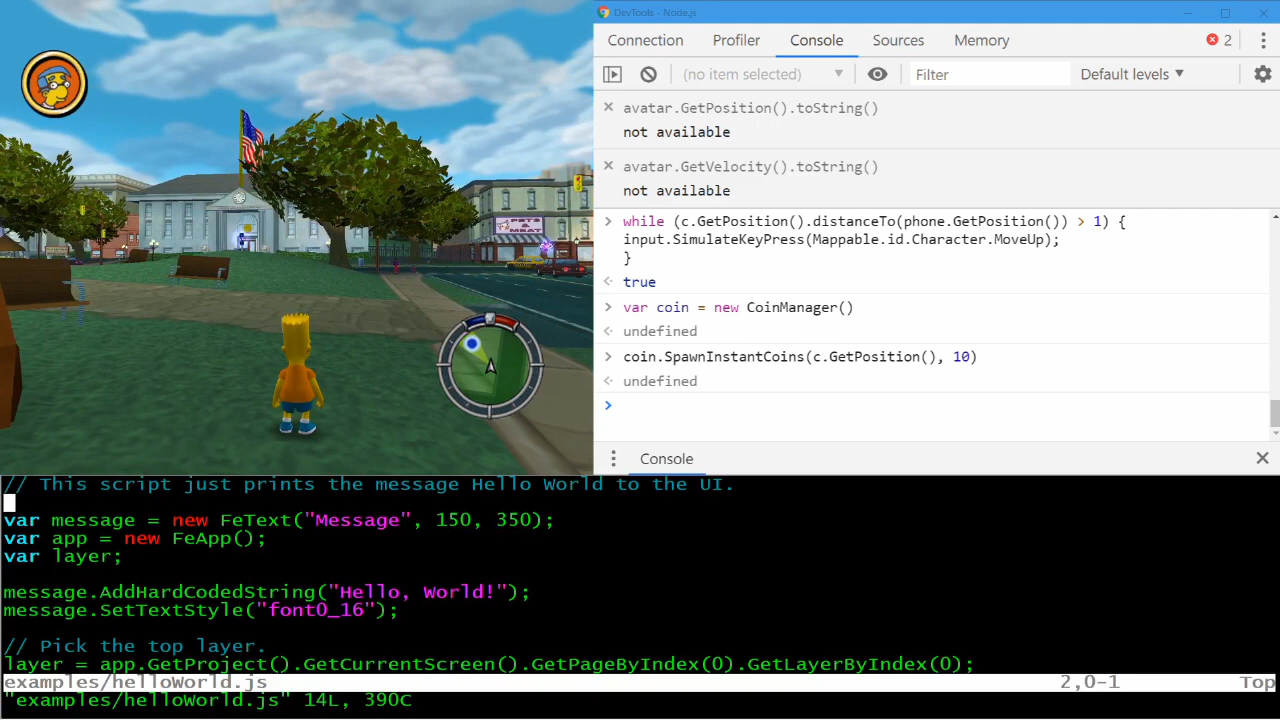 PETS &
MEAT
DevTools - Node.js
Connection Profiler Console Sources Memory 2
(no item selected) Filter Default levels
avatar.GetPosition().toString()
not available
avatar.GetVelocity().toString()
not available
while (c.GetPosition().distanceTo(phone.GetPosition()) > 1) {
input.SimulateKeyPress(Mappable.id.Character.MoveUp);
}
true
var coin = new CoinManager()
undefined
coin.SpawnInstantCoins(c.GetPosition(), 10)
undefined
Console
// This script just prints the message Hello World to the UI.
var message = new FeText("Message", 150, 350);
var app = new FeApp();
var layer;
message.AddHardCodedString("Hello, World!");
message.SetTextStyle("font0_16");
// Pick the top layer.
layer = app.GetProject().GetCurrentScreen().GetPageByIndex(0).GetLayerByIndex(0);
examples/helloWorld.js 2,0-1 Top
"examples/helloWorld.js" 14L, 390C